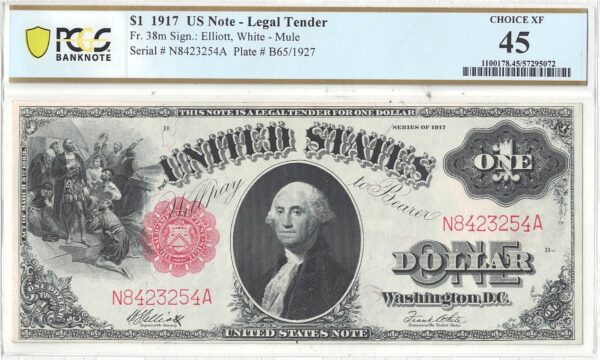 PCGS
BANKNOTE
$1 1917 US Note - Legal Tender
Fr. 38m Sign.: Elliott, White - Mule
Serial # N8423254A Plate # B65/1927
CHOICE XF
45
1100178.45/57295072
THIS NOTE IS A LEGAL TENDER FOR ONE DOLLAR
B
SERIES OF 1917
UNITED STATES
ONE
Will pay to Bearer
N8423254A
B
ONE
DOLLAR
N8423254A
Washington, D.C.
Frank White
UNITED STATES NOTE